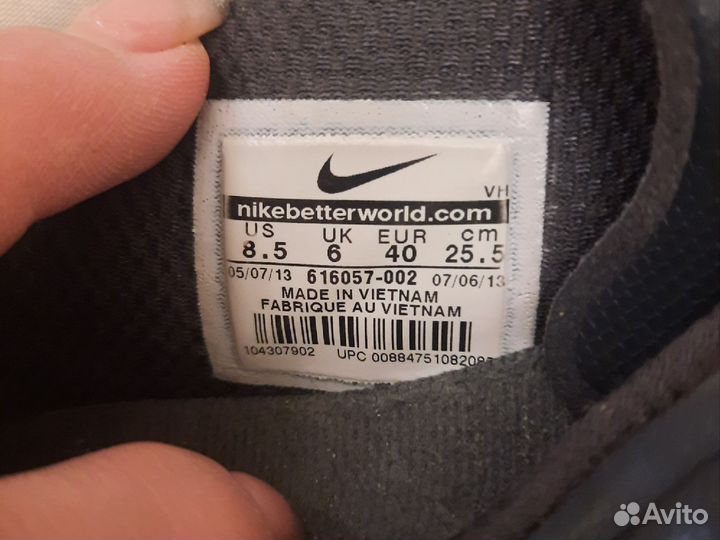 VH
nikebetterworld.com
US UK EUR cm
8.5 6 40 25.5
05/07/13 616057-002 07/06/13
MADE IN VIETNAM
FABRIQUE AU VIETNAM
104307902 UPC 0088475108208
Avito